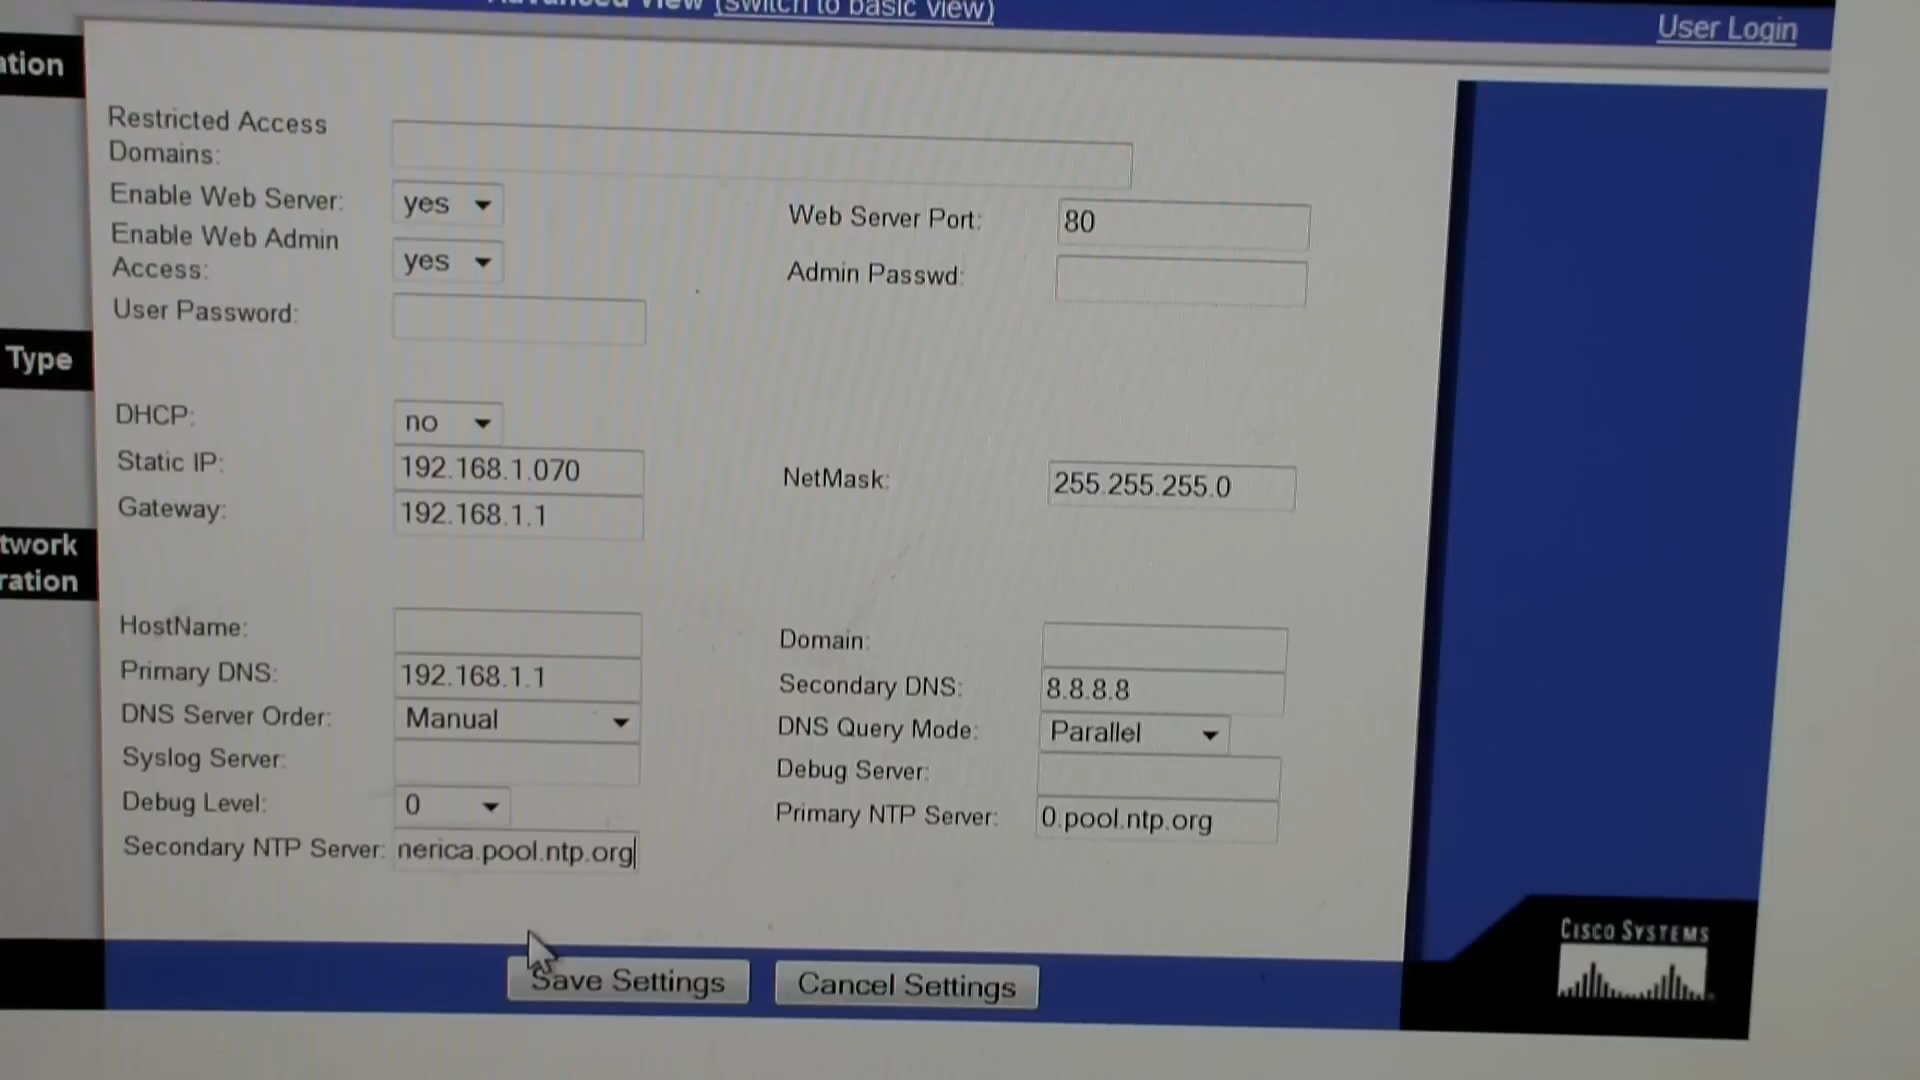 Advanced View (switch to basic view)
User Login
ation
Restricted Access
Domains:
Enable Web Server: yes
Web Server Port: 80
Enable Web Admin
Access: yes
Admin Passwd:
User Password:
Type
DHCP: no
Static IP: 192.168.1.070
NetMask: 255.255.255.0
Gateway: 192.168.1.1
twork
ration
HostName:
Domain:
Primary DNS: 192.168.1.1
Secondary DNS: 8.8.8.8
DNS Server Order: Manual
DNS Query Mode: Parallel
Syslog Server:
Debug Server:
Debug Level: 0
Primary NTP Server: 0.pool.ntp.org
Secondary NTP Server: nerica.pool.ntp.org
Save Settings
Cancel Settings
CISCO SYSTEMS